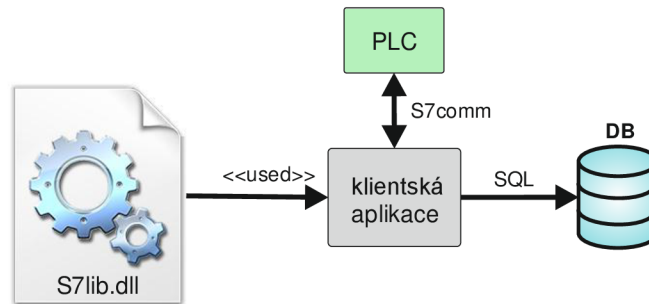 PLC
S7comm
DB
<<used>>
klientská
aplikace
SQL
S7lib.dll